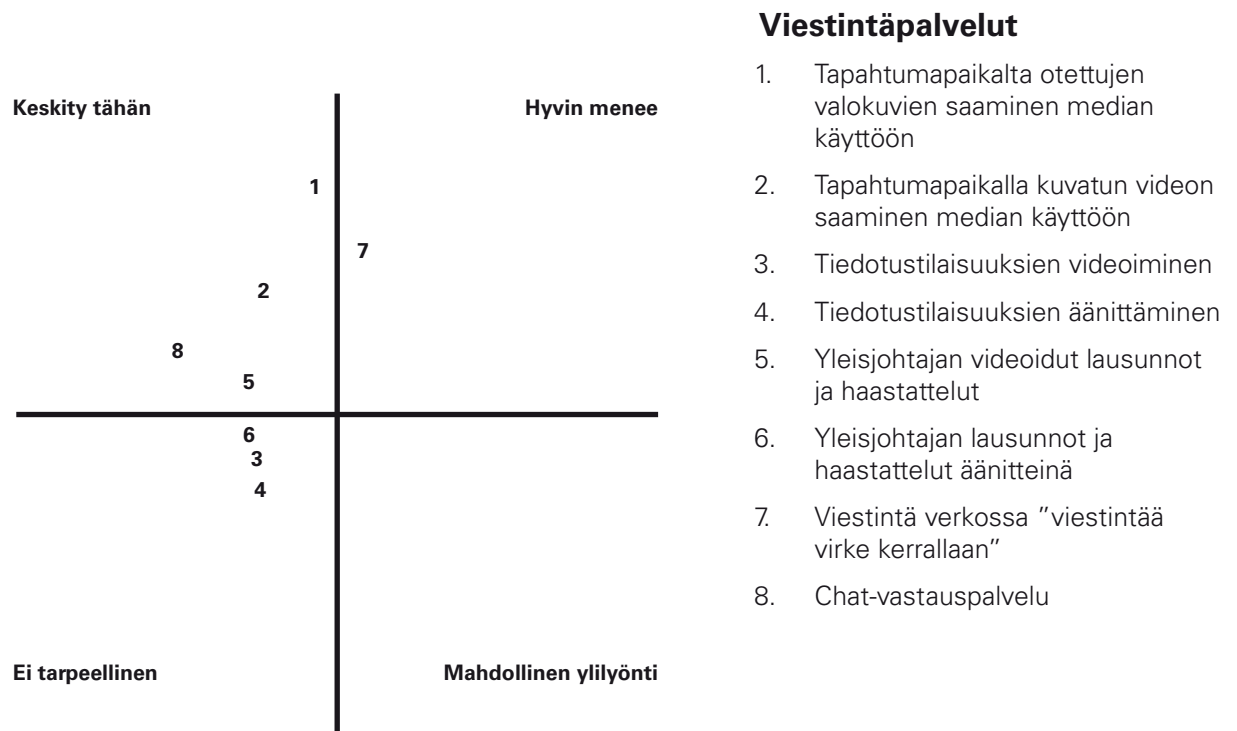 Keskity tähän
Hyvin menee
1
7
2
8
5
6
3
4
Ei tarpeellinen
Mahdollinen ylilyönti
Viestintäpalvelut
1. Tapahtumapaikalta otettujen
valokuvien saaminen median
käyttöön
2. Tapahtumapaikalla kuvatun videon
saaminen median käyttöön
3. Tiedotustilaisuuksien videoiminen
4. Tiedotustilaisuuksien äänittäminen
5. Yleisjohtajan videoidut lausunnot
ja haastattelut
6. Yleisjohtajan lausunnot ja
haastattelut äänitteinä
7. Viestintä verkossa ”viestintää
virke kerrallaan”
8. Chat-vastauspalvelu